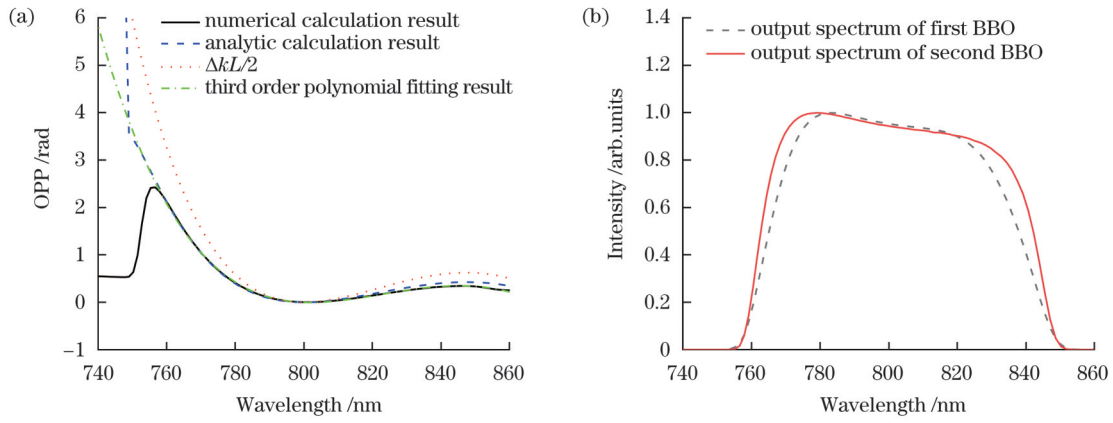 (a)
numerical calculation result
analytic calculation result
ΔkL/2
third order polynomial fitting result
6
5
4
3
2
1
0
−1
OPP /rad
740 760 780 800 820 840 860
Wavelength /nm
(b)
output spectrum of first BBO
output spectrum of second BBO
1.4
1.2
1.0
0.8
0.6
0.4
0.2
0
Intensity /arb.units
740 760 780 800 820 840 860
Wavelength /nm